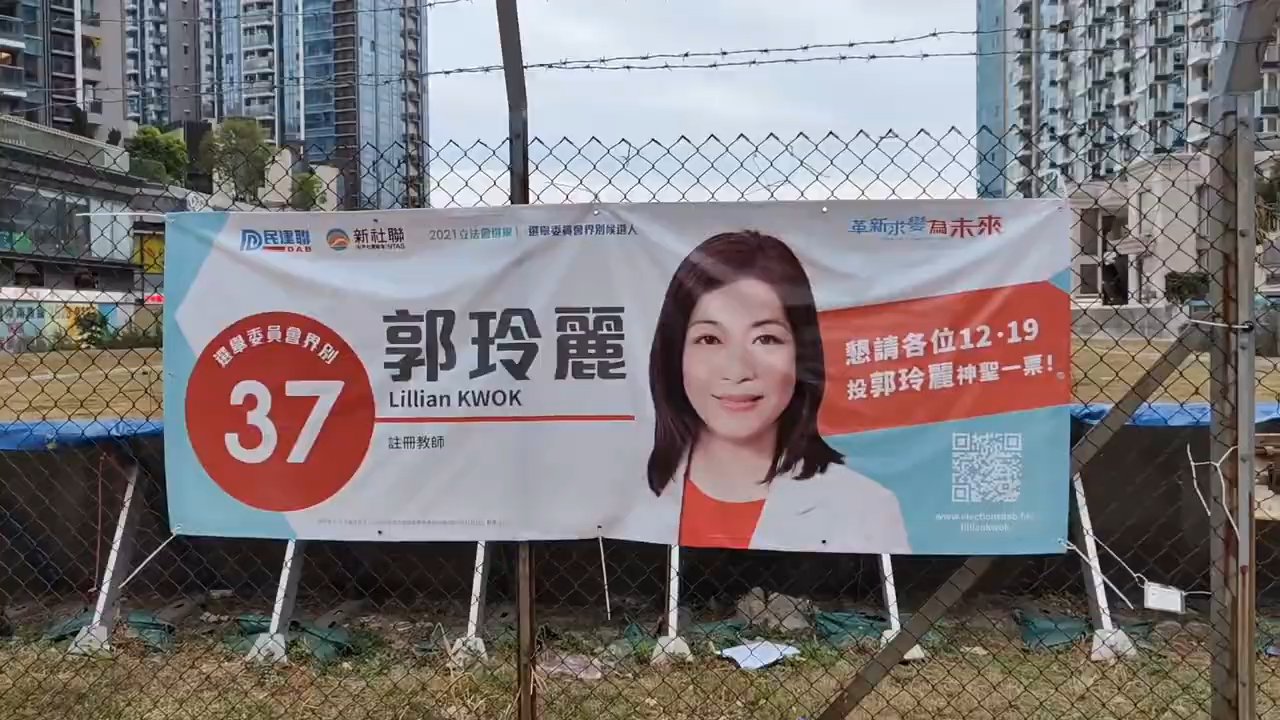 民建聯
DAB
新社聯
NTAS
2021立法會選舉 選舉委員會界別候選人
革新求變為未來
選舉委員會界別
37
郭玲麗
Lillian KWOK
註冊教師
懇請各位12·19
投郭玲麗神聖一票!
www.electionsdab.hk/
lilliankwok